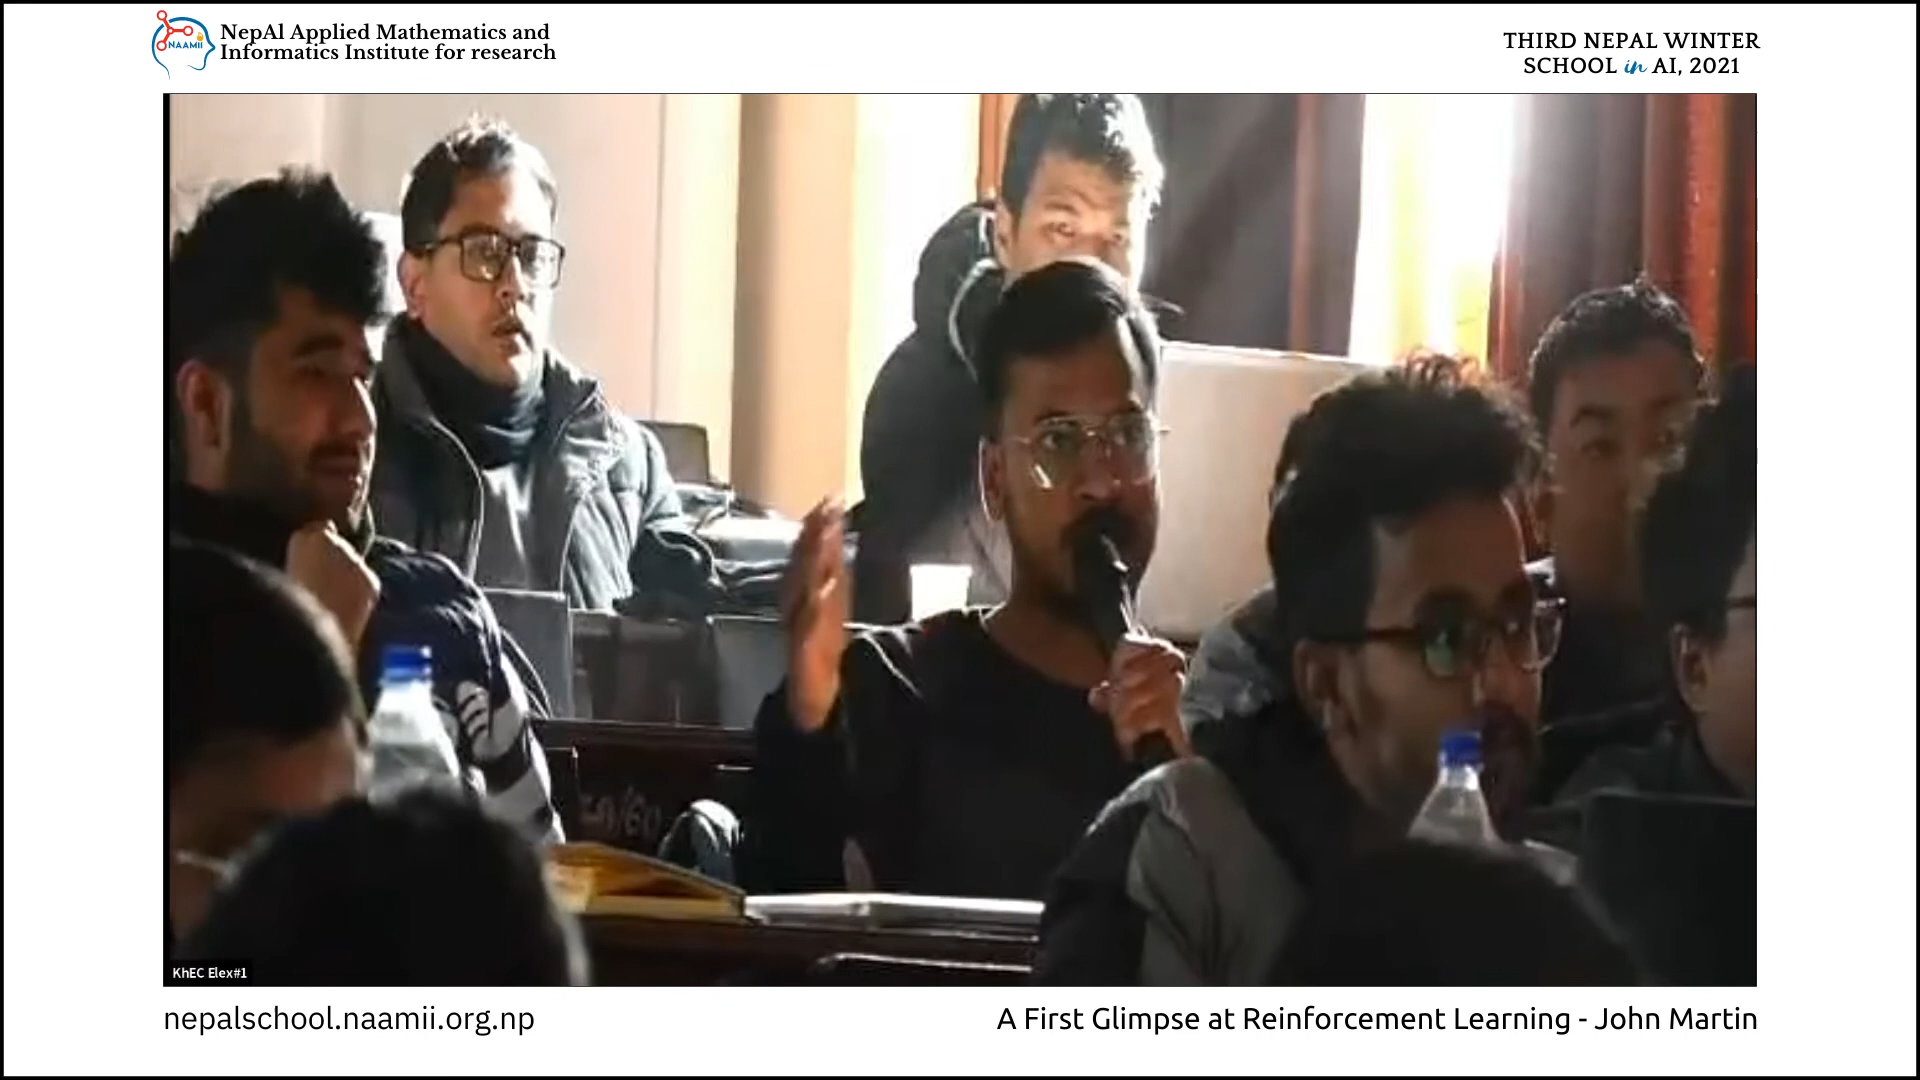 NAAMII
NepAl Applied Mathematics and
Informatics Institute for research
THIRD NEPAL WINTER
SCHOOL in AI, 2021
KhEC Elex#1
nepalschool.naamii.org.np
A First Glimpse at Reinforcement Learning - John Martin